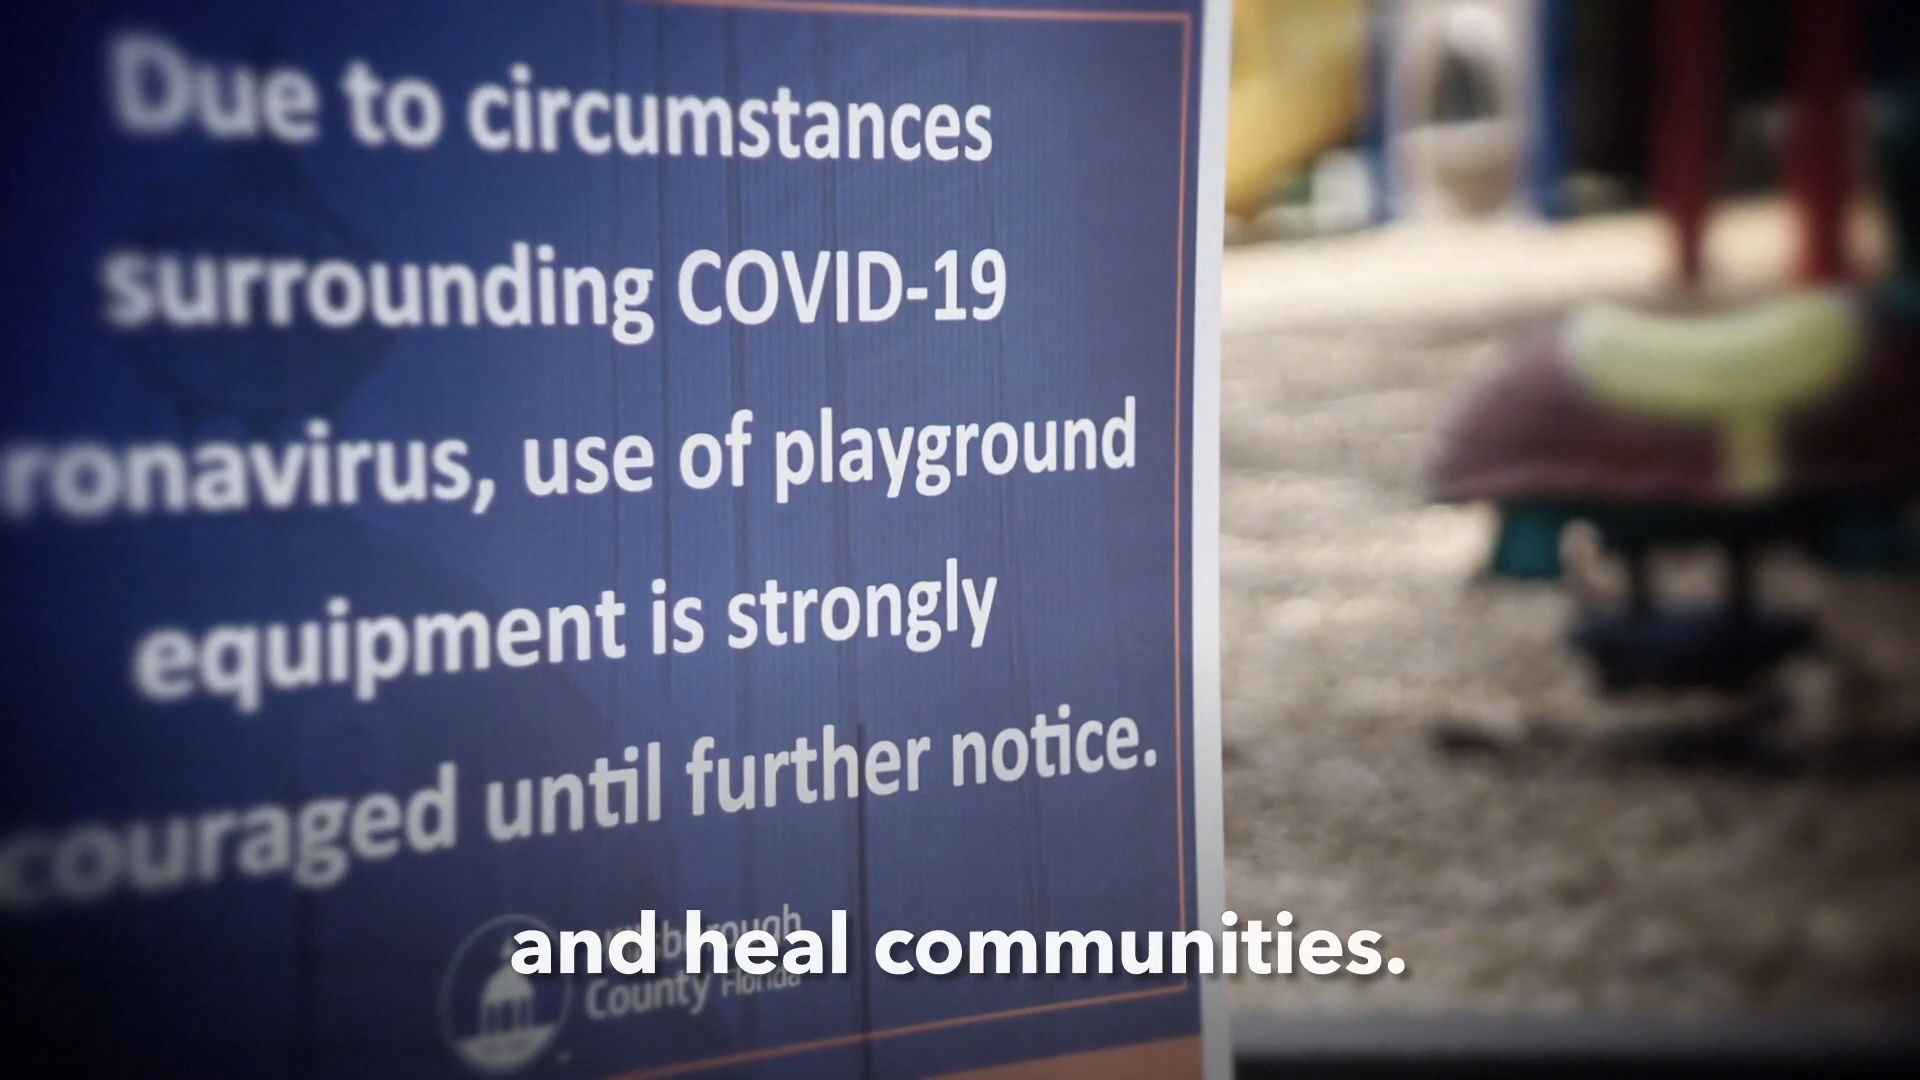 Due to circumstances
surrounding COVID-19
ronavirus, use of playground
equipment is strongly
couraged until further notice.
County Florida
and heal communities.